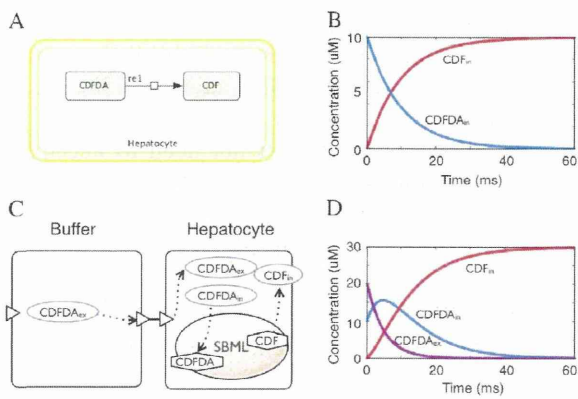 A
CDFDA
re1
CDF
Hepatocyte
B
Concentration (uM)
10
5
0
CDFin
CDFDAin
0
20
40
60
Time (ms)
C
Buffer
Hepatocyte
CDFDAex
CDFDAex
CDFin
CDFDAin
SBML
CDF
CDFDA
D
Concentration (uM)
30
20
10
0
CDFin
CDFDAin
CDFDAex
0
20
40
60
Time (ms)